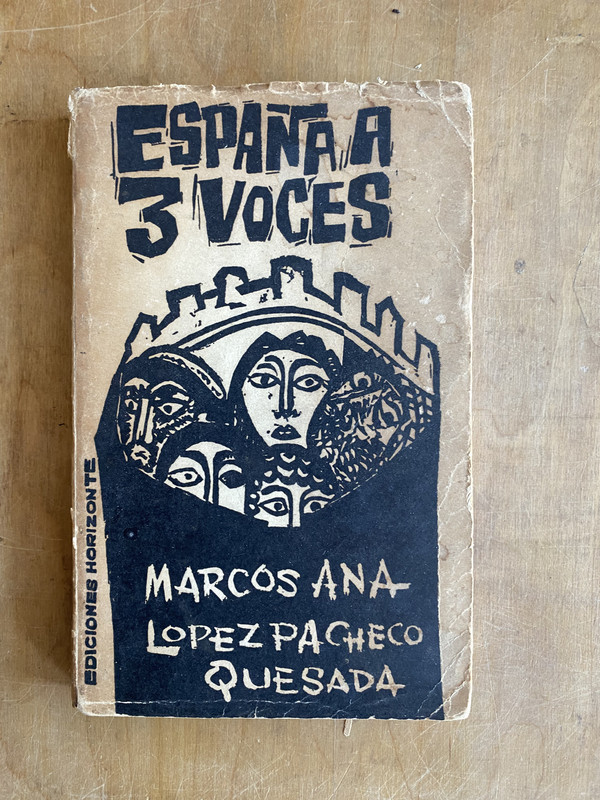 ESPAÑA A
3 VOCES
EDICIONES HORIZONTE
MARCOS ANA
LOPEZ PACHECO
QUESADA